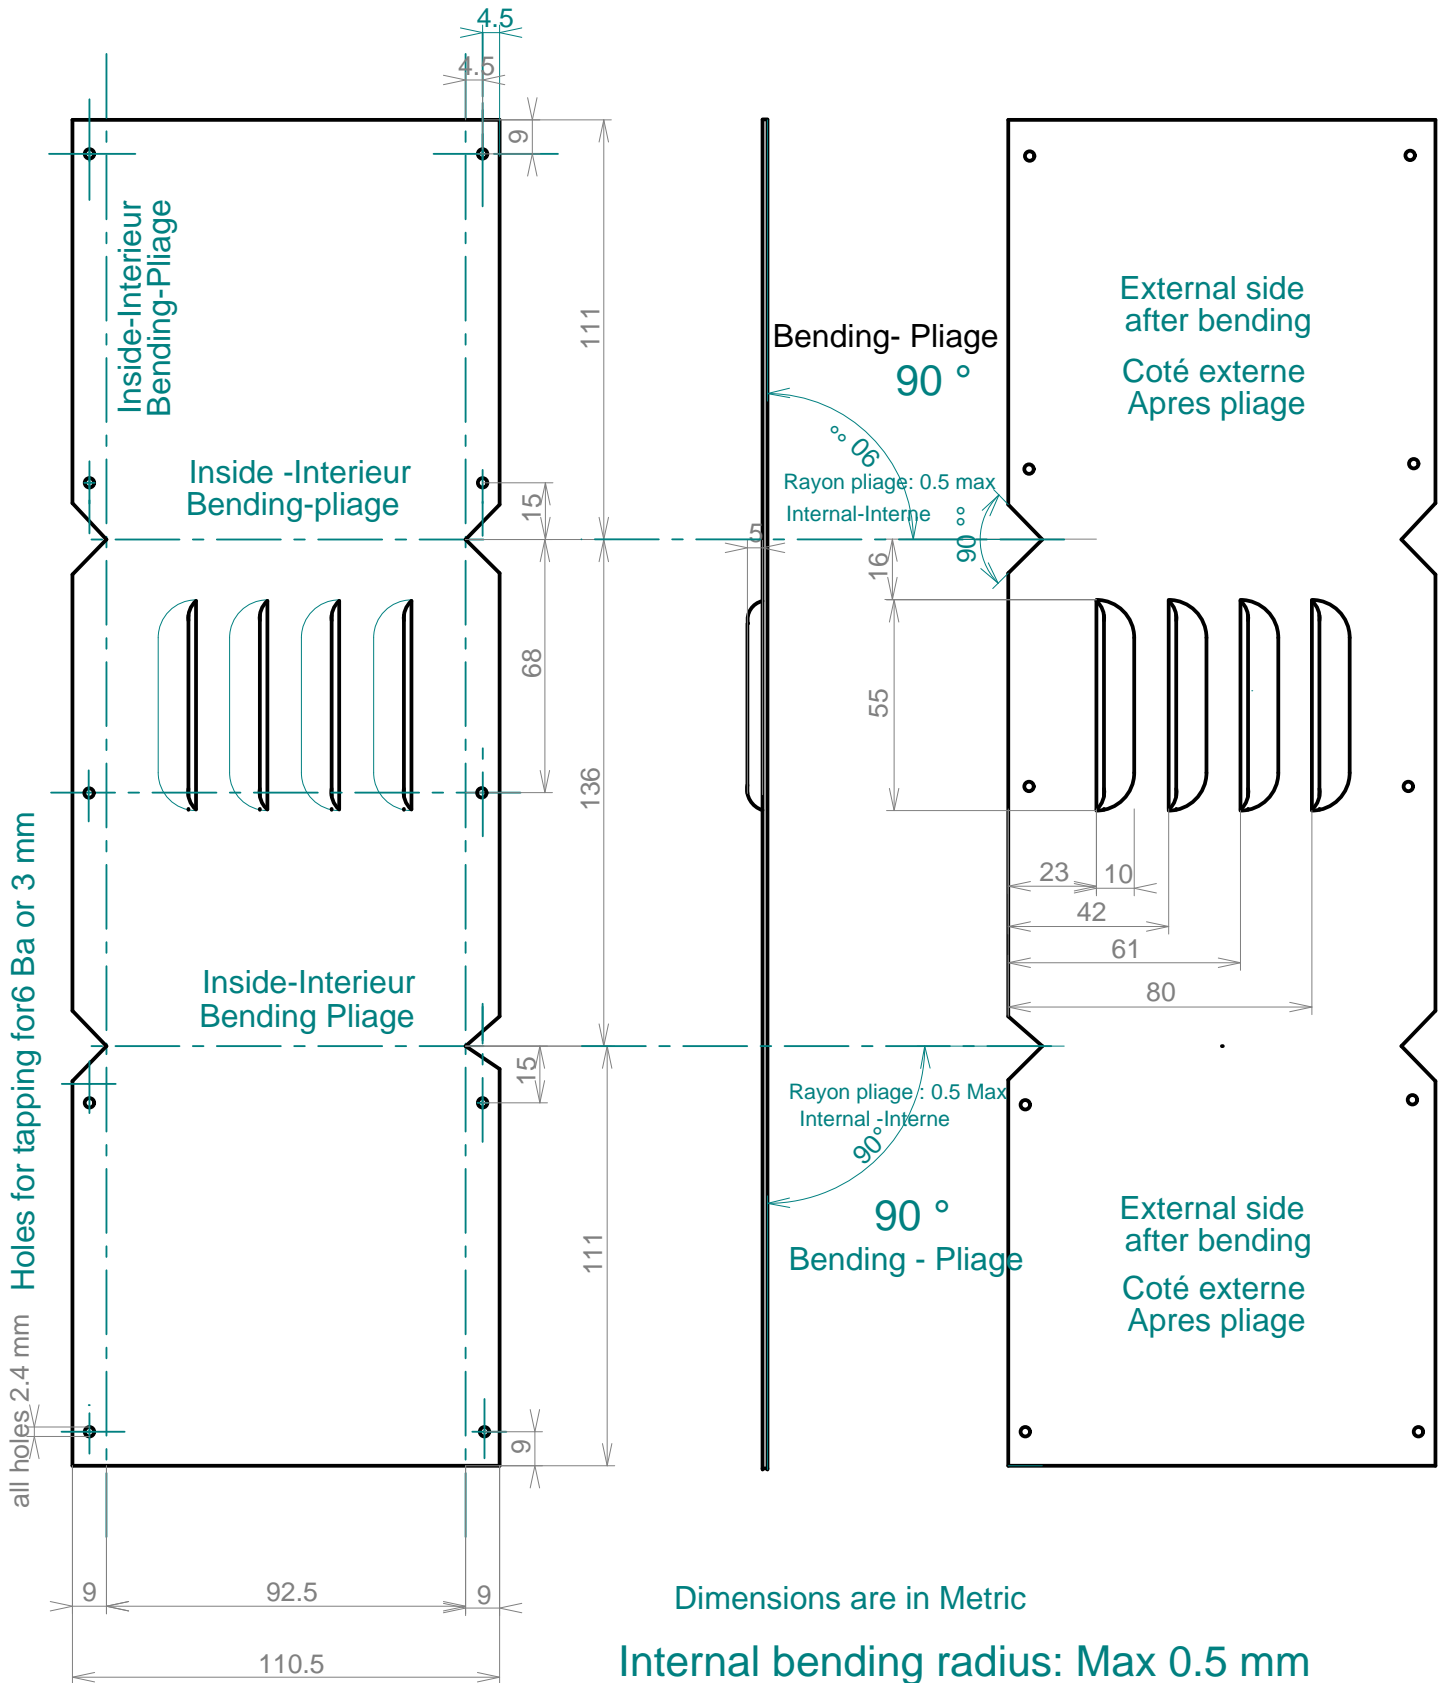 4.5
4.5
9
Inside-Interieur
Bending-Pliage
111
External side
after bending
Bending- Pliage
90 °
Coté externe
Apres pliage
90 °°
Inside -Interieur
Bending-pliage
Rayon pliage: 0.5 max
Internal-Interne
15
5
90 °°
16
68
55
136
23
10
42
61
80
Holes for tapping for6 Ba or 3 mm
Inside-Interieur
Bending Pliage
15
Rayon pliage : 0.5 Max
Internal -Interne
90°
90 °
Bending - Pliage
External side
after bending
Coté externe
Apres pliage
111
all holes 2.4 mm
9
9
92.5
9
110.5
Dimensions are in Metric
Internal bending radius: Max 0.5 mm